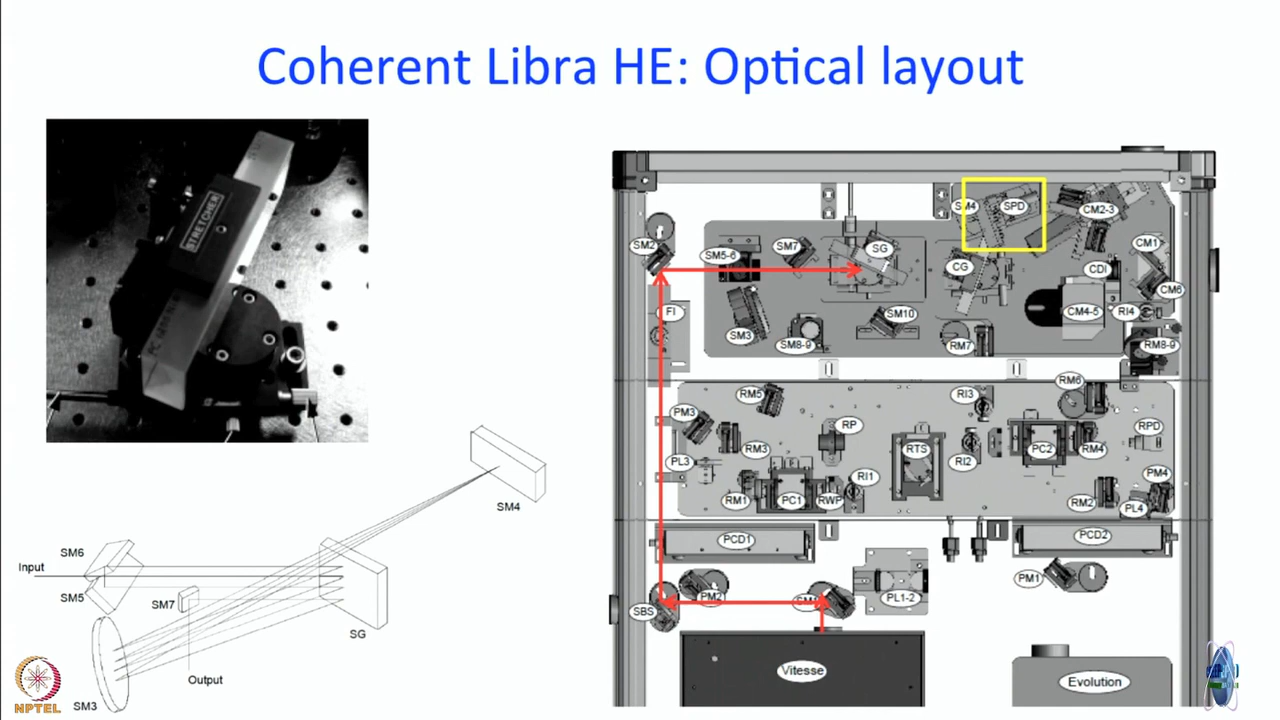 Coherent Libra HE: Optical layout
STRETCHER
SM6
Input
SM5
SM7
SM4
SG
Output
SM3
NPTEL
SM4
SPD
CM2-3
SM2
SM5-6
SM7
SG
CM1
CG
CDI
CM6
FI
SM3
SM8-9
SM10
RM7
CM4-5
RI4
RM8-9
RM5
RI3
RM6
PM3
RM3
RP
RTS
RI2
PC2
RM4
RPD
PL3
RM1
PC1
RWP
RI1
RM2
PL4
PM4
PCD1
PCD2
PM1
SBS
PM2
PL1-2
Vitesse
Evolution